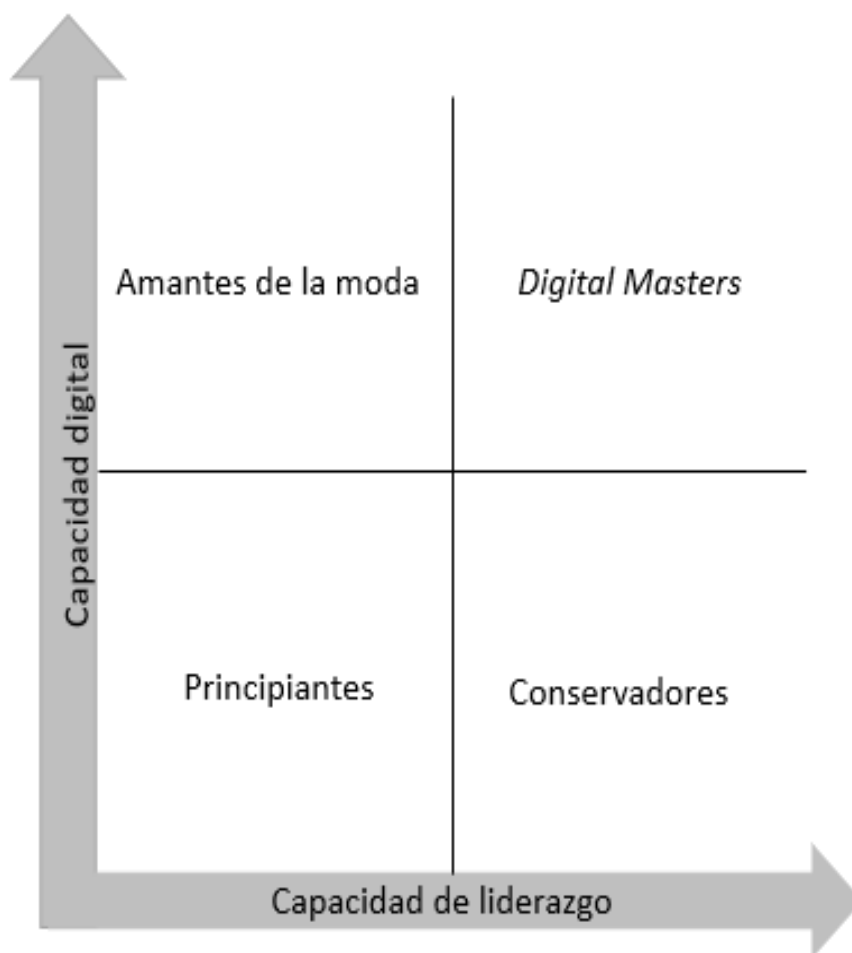 Amantes de la moda
Digital Masters
Capacidad digital
Principiantes
Conservadores
Capacidad de liderazgo